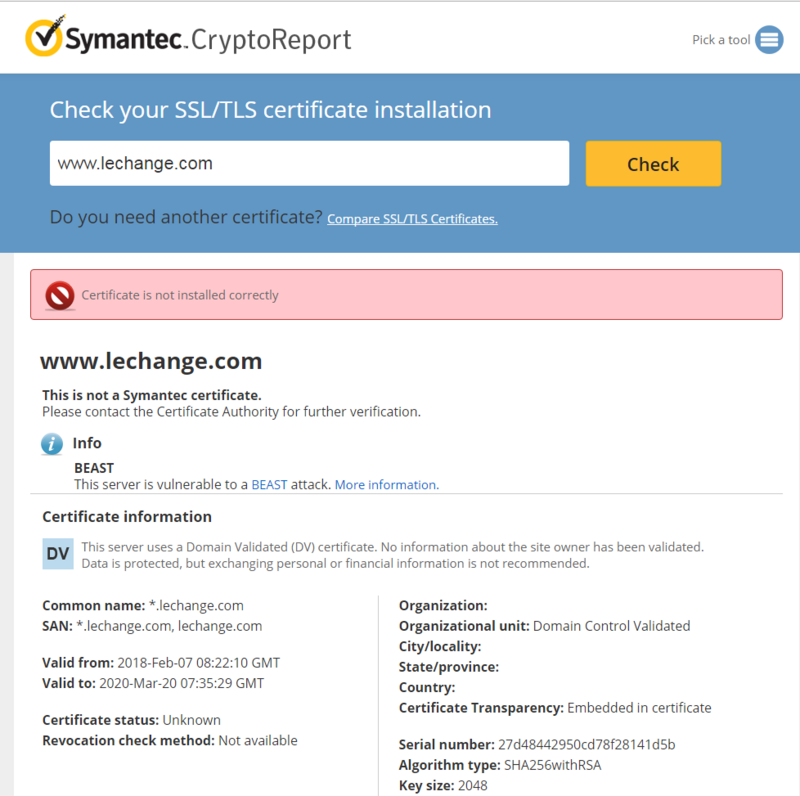 Symantec.CryptoReport
Pick a tool
Check your SSL/TLS certificate installation
www.lechange.com
Check
Do you need another certificate? Compare SSL/TLS Certificates.
Certificate is not installed correctly
www.lechange.com
This is not a Symantec certificate.
Please contact the Certificate Authority for further verification.
Info
BEAST
This server is vulnerable to a BEAST attack. More information.
Certificate information
DV
This server uses a Domain Validated (DV) certificate. No information about the site owner has been validated.
Data is protected, but exchanging personal or financial information is not recommended.
Common name: *.lechange.com
SAN: *.lechange.com, lechange.com
Valid from: 2018-Feb-07 08:22:10 GMT
Valid to: 2020-Mar-20 07:35:29 GMT
Certificate status: Unknown
Revocation check method: Not available
Organization:
Organizational unit: Domain Control Validated
City/locality:
State/province:
Country:
Certificate Transparency: Embedded in certificate
Serial number: 27d48442950cd78f28141d5b
Algorithm type: SHA256withRSA
Key size: 2048